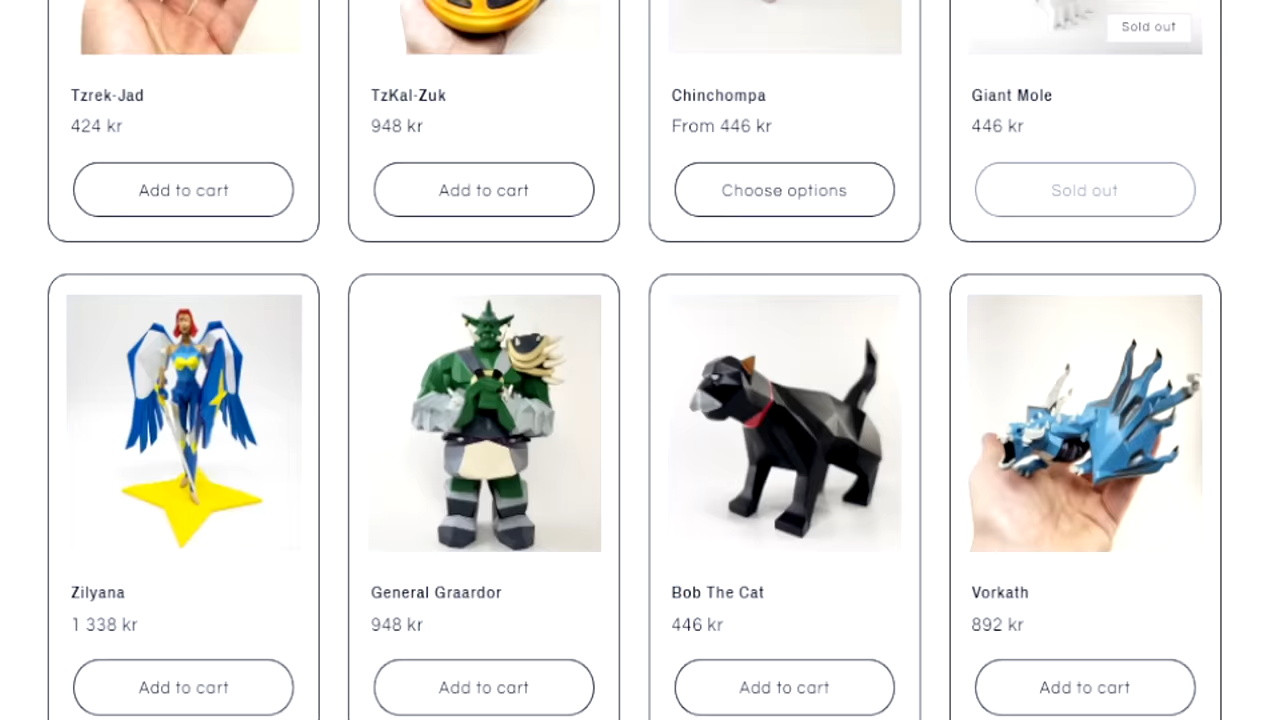 Sold out
Tzrek-Jad
TzKal-Zuk
Chinchompa
Giant Mole
424 kr
948 kr
From 446 kr
446 kr
Add to cart
Add to cart
Choose options
Sold out
Zilyana
General Graardor
Bob The Cat
Vorkath
1 338 kr
948 kr
446 kr
892 kr
Add to cart
Add to cart
Add to cart
Add to cart